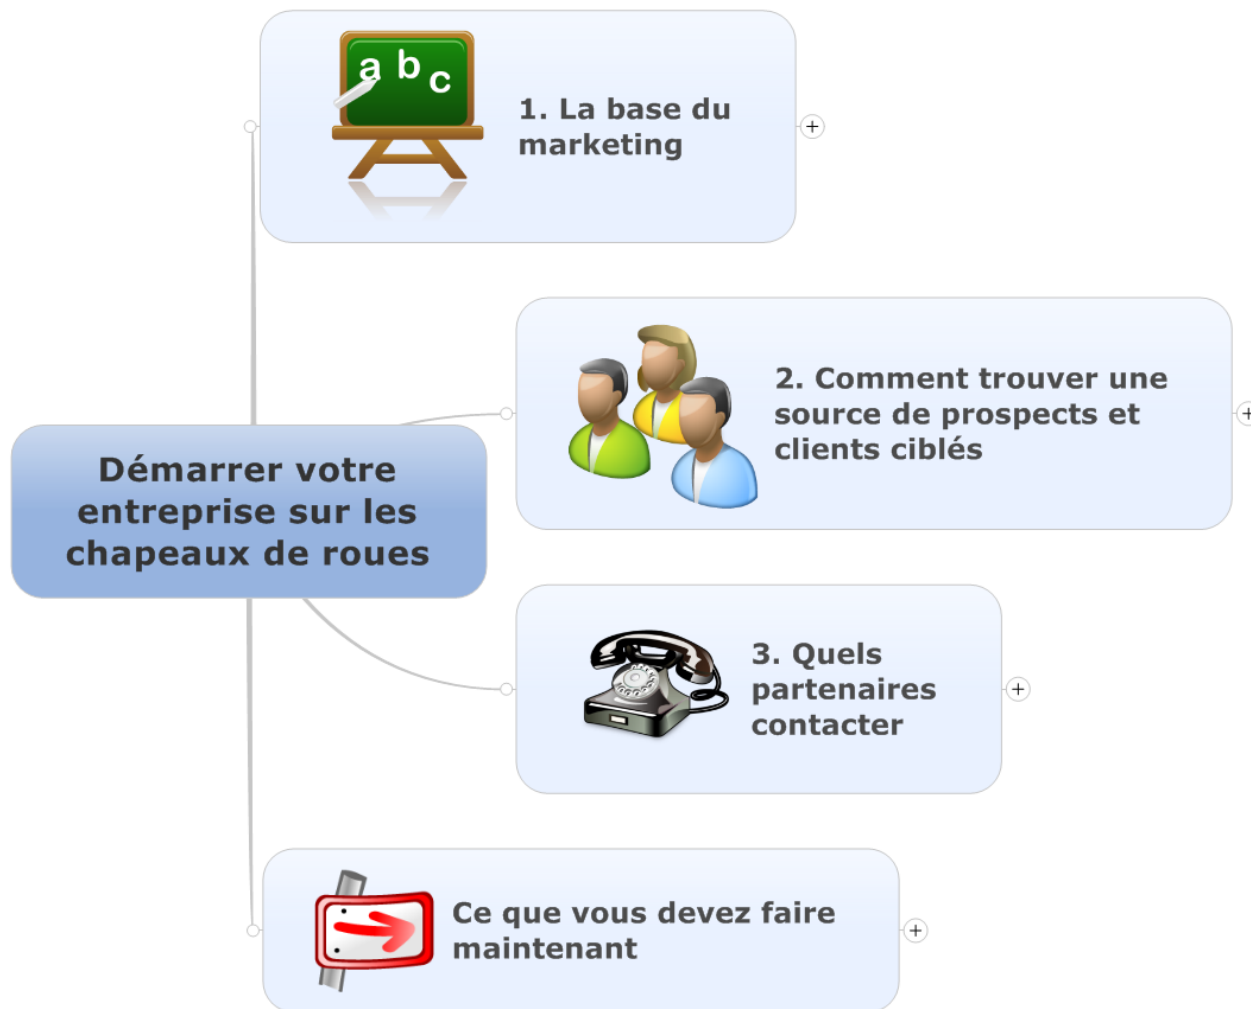 a b c
1. La base du
marketing
2. Comment trouver une
source de prospects et
clients ciblés
Démarrer votre
entreprise sur les
chapeaux de roues
3. Quels
partenaires
contacter
Ce que vous devez faire
maintenant